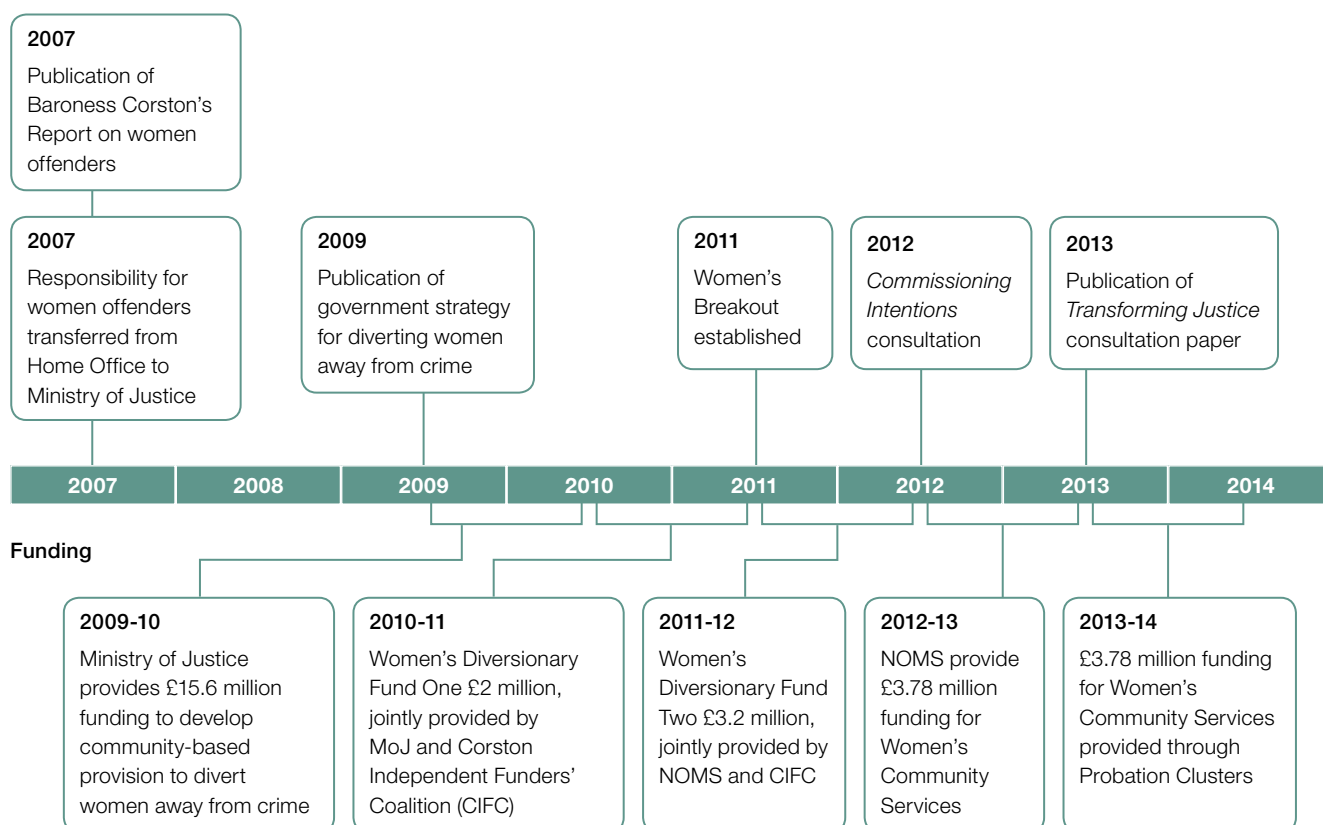 2007
Publication of
Baroness Corston’s
Report on women
offenders
2007
Responsibility for
women offenders
transferred from
Home Office to
Ministry of Justice
2009
Publication of
government strategy
for diverting women
away from crime
2011
Women’s
Breakout
established
2012
Commissioning
Intentions
consultation
2013
Publication of
Transforming Justice
consultation paper
2007 2008 2009 2010 2011 2012 2013 2014
Funding
2009-10
Ministry of Justice
provides £15.6 million
funding to develop
community-based
provision to divert
women away from crime
2010-11
Women’s Diversionary
Fund One £2 million,
jointly provided by
MoJ and Corston
Independent Funders’
Coalition (CIFC)
2011-12
Women’s
Diversionary Fund
Two £3.2 million,
jointly provided by
NOMS and CIFC
2012-13
NOMS provide
£3.78 million
funding for
Women’s
Community
Services
2013-14
£3.78 million funding
for Women’s
Community Services
provided through
Probation Clusters